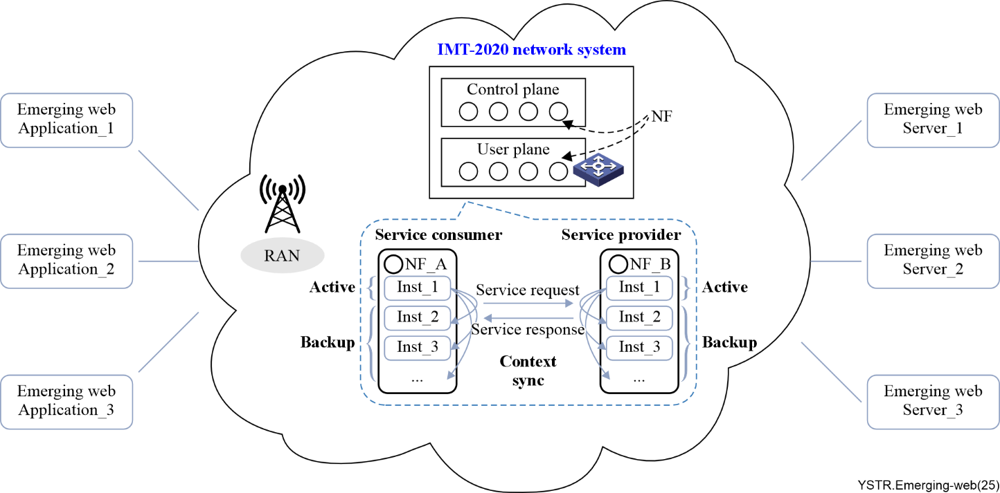 IMT-2020 network system
Control plane
NF
User plane
Emerging web
Application_1
Emerging web
Application_2
Emerging web
Application_3
RAN
Service consumer
Service provider
NF_A
NF_B
Active
Inst_1
Service request
Inst_1
Active
Inst_2
Service response
Inst_2
Backup
Inst_3
Inst_3
Backup
Context
sync
...
...
Emerging web
Server_1
Emerging web
Server_2
Emerging web
Server_3
YSTR.Emerging-web(25)